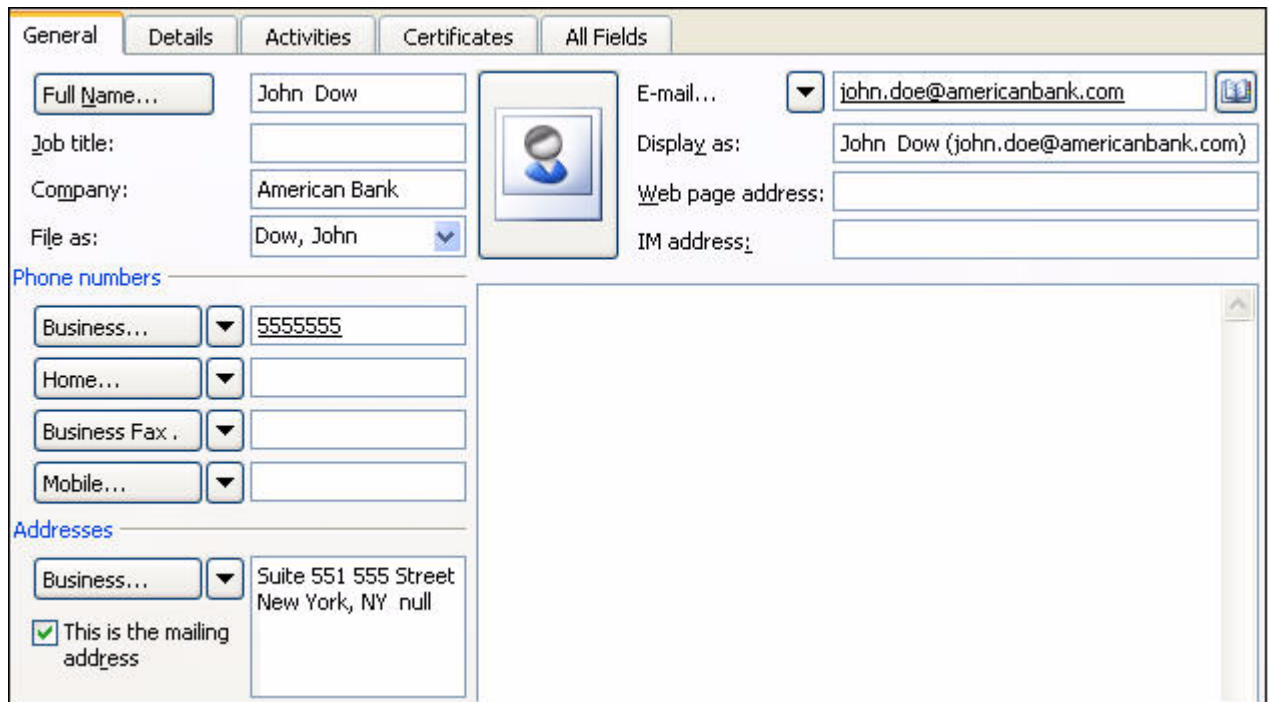 General Details Activities Certificates All Fields
Full Name... John  Dow
Job title:
Company: American Bank
File as: Dow, John
E-mail... john.doe@americanbank.com
Display as: John  Dow (john.doe@americanbank.com)
Web page address:
IM address:
Phone numbers
Business... 5555555
Home...
Business Fax .
Mobile...
Addresses
Business... Suite 551 555 Street
New York, NY  null
This is the mailing
address